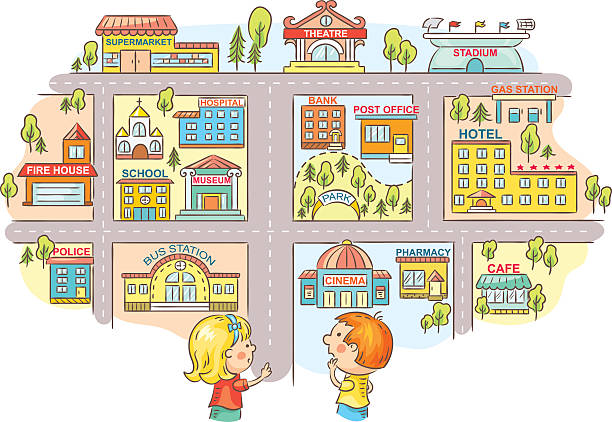 SUPERMARKET
THEATRE
STADIUM
GAS STATION
HOSPITAL
BANK
POST OFFICE
HOTEL
FIRE HOUSE
SCHOOL
MUSEUM
PARK
POLICE
BUS STATION
CINEMA
PHARMACY
CAFE